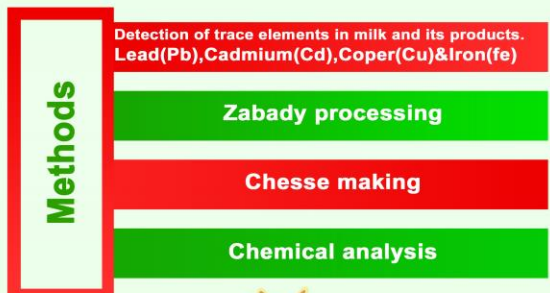 Methods
Detection of trace elements in milk and its products.
Lead(Pb),Cadmium(Cd),Coper(Cu)&Iron(fe)
Zabady processing
Chesse making
Chemical analysis